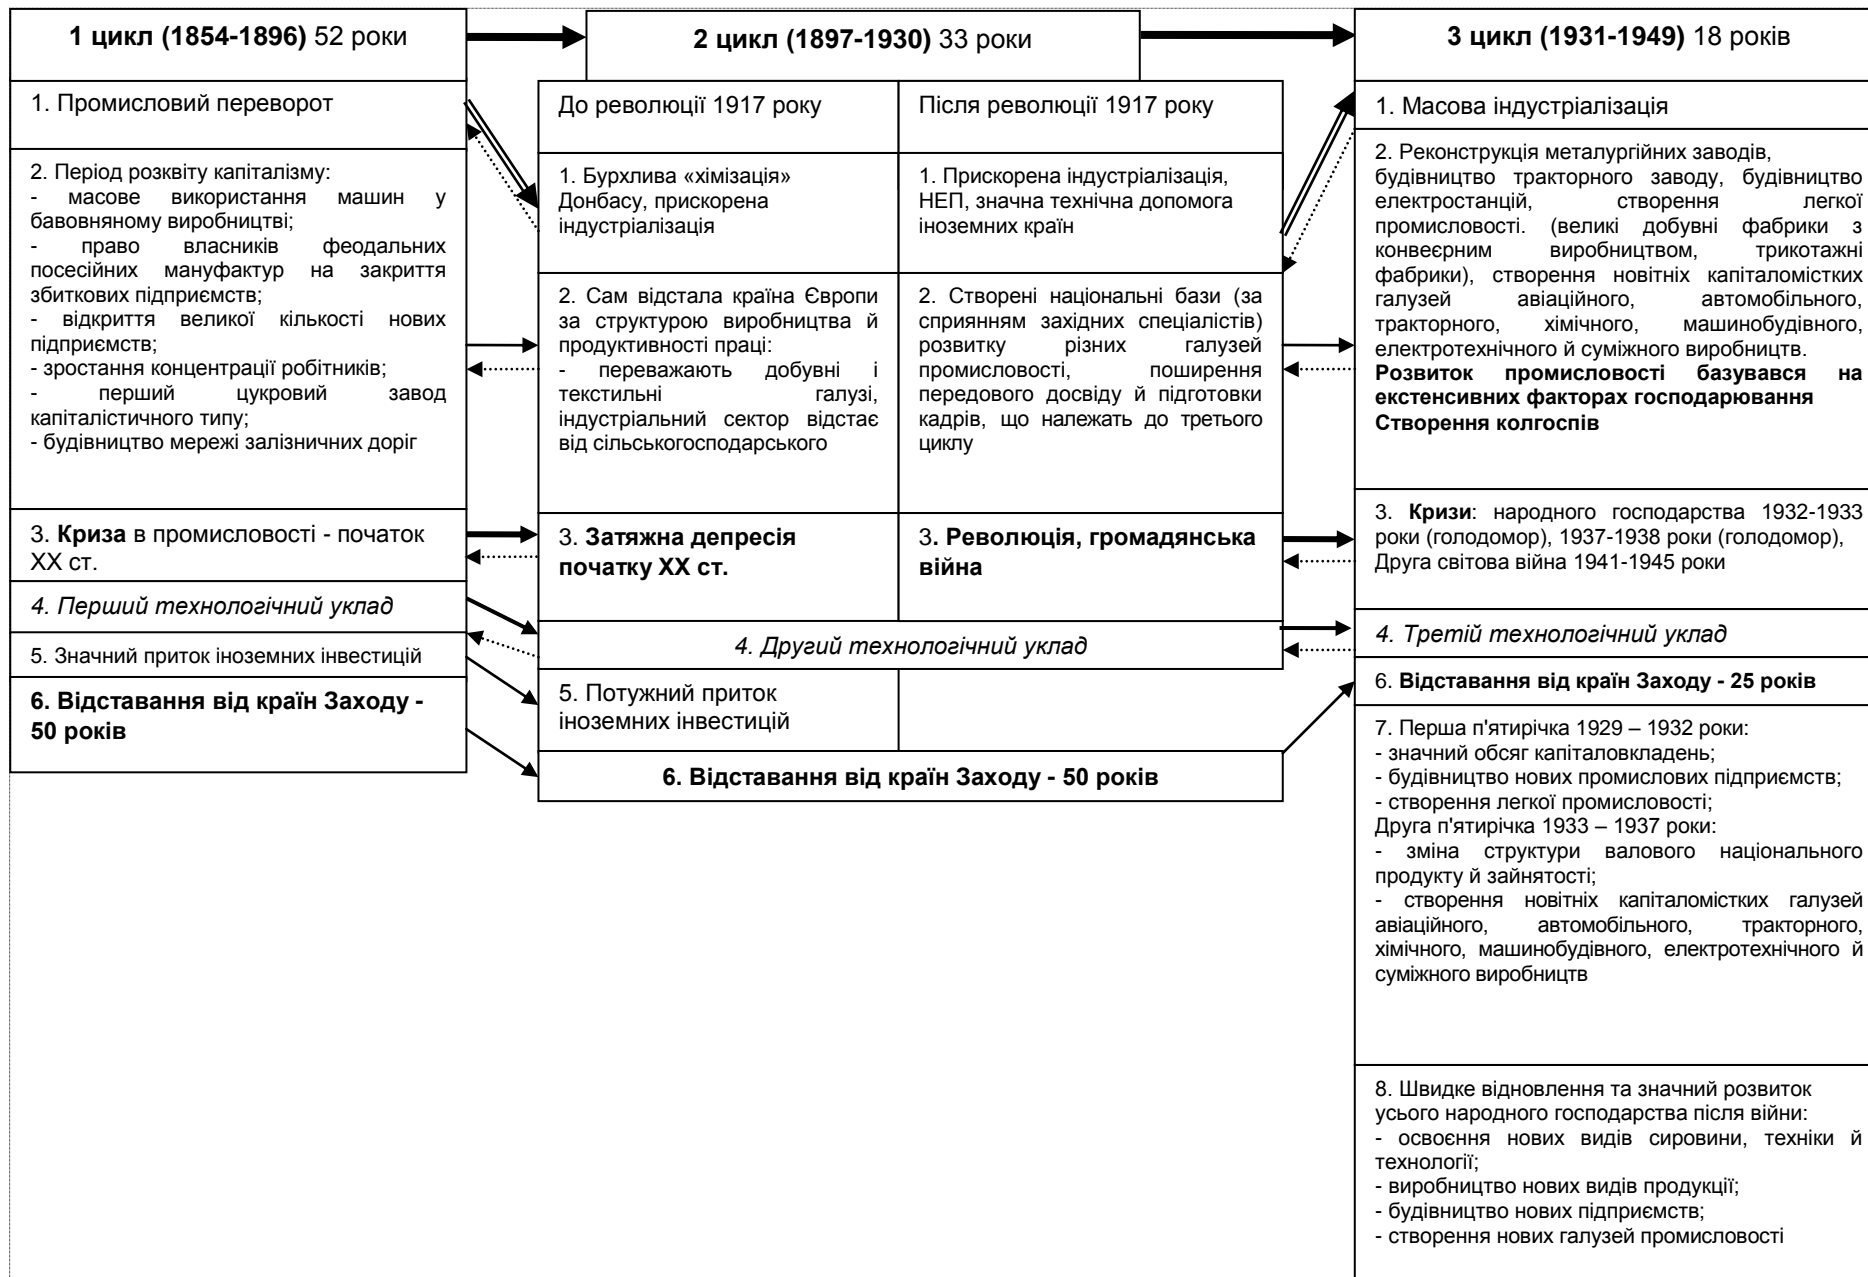 1 цикл (1854-1896) 52 роки
2 цикл (1897-1930) 33 роки
3 цикл (1931-1949) 18 років
1. Промисловий переворот
2. Період розквіту капіталізму:
- масове використання машин у
бавовняному виробництві;
- право власників феодальних
посесійних мануфактур на закриття
збиткових підприємств;
- відкриття великої кількості нових
підприємств;
- зростання концентрації робітників;
- перший цукровий завод
капіталістичного типу;
- будівництво мережі залізничних доріг
3. Криза в промисловості - початок
ХХ ст.
4. Перший технологічний уклад
5. Значний приток іноземних інвестицій
6. Відставання від країн Заходу -
50 років
До революції 1917 року
1. Бурхлива «хімізація»
Донбасу, прискорена
індустріалізація
2. Сам відстала країна Європи
за структурою виробництва й
продуктивності праці:
- переважають добувні і
текстильні галузі,
індустріальний сектор відстає
від сільськогосподарського
3. Затяжна депресія
початку ХХ ст.
Після революції 1917 року
1. Прискорена індустріалізація,
НЕП, значна технічна допомога
іноземних країн
2. Створені національні бази (за
сприянням західних спеціалістів)
розвитку різних галузей
промисловості, поширення
передового досвіду й підготовки
кадрів, що належать до третього
циклу
3. Революція, громадянська
війна
4. Другий технологічний уклад
5. Потужний приток
іноземних інвестицій
6. Відставання від країн Заходу - 50 років
1. Масова індустріалізація
2. Реконструкція металургійних заводів,
будівництво тракторного заводу, будівництво
електростанцій, створення легкої
промисловості. (великі добувні фабрики з
конвеєрним виробництвом, трикотажні
фабрики), створення новітніх капіталомістких
галузей авіаційного, автомобільного,
тракторного, хімічного, машинобудівного,
електротехнічного й суміжного виробництв.
Розвиток промисловості базувався на
екстенсивних факторах господарювання
Створення колгоспів
3. Кризи: народного господарства 1932-1933
роки (голодомор), 1937-1938 роки (голодомор),
Друга світова війна 1941-1945 роки
4. Третій технологічний уклад
6. Відставання від країн Заходу - 25 років
7. Перша п'ятирічка 1929 – 1932 роки:
- значний обсяг капіталовкладень;
- будівництво нових промислових підприємств;
- створення легкої промисловості;
Друга п'ятирічка 1933 – 1937 роки:
- зміна структури валового національного
продукту й зайнятості;
- створення новітніх капіталомістких галузей
авіаційного, автомобільного, тракторного,
хімічного, машинобудівного, електротехнічного й
суміжного виробництв
8. Швидке відновлення та значний розвиток
усього народного господарства після війни:
- освоєння нових видів сировини, техніки й
технології;
- виробництво нових видів продукції;
- будівництво нових підприємств;
- створення нових галузей промисловості